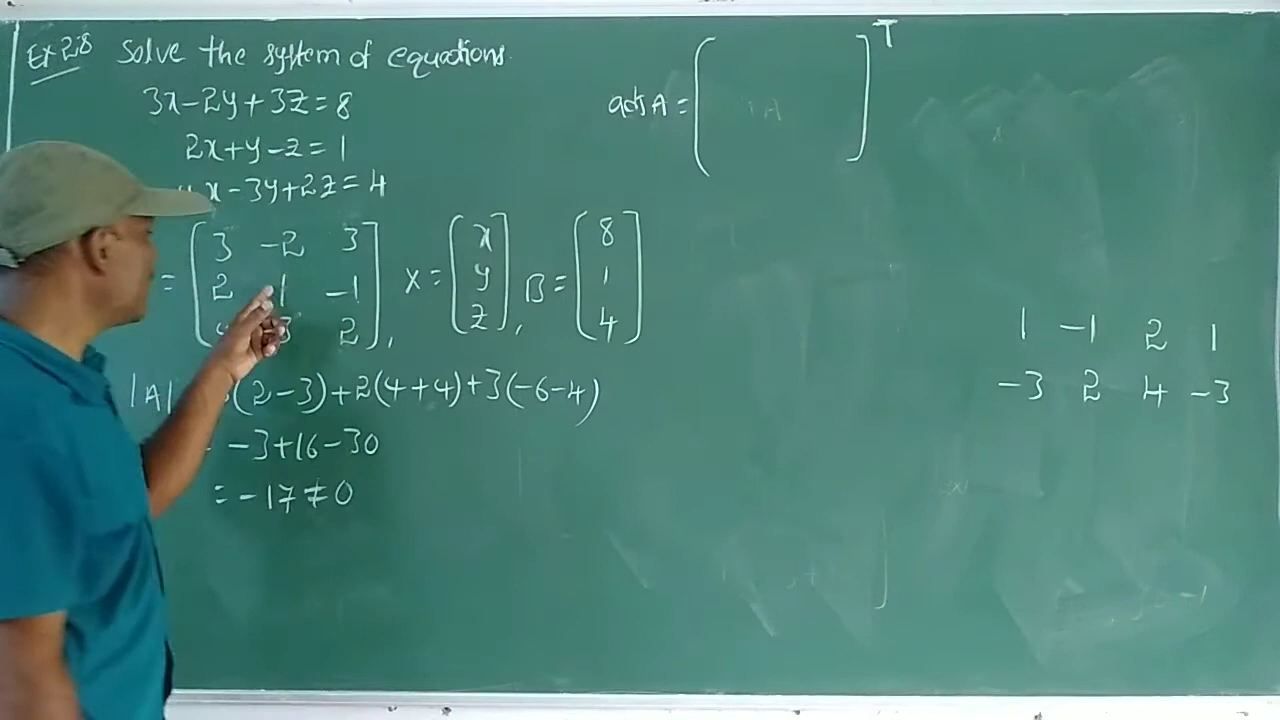 Ex 28 Solve the system of equations.
3x-2y+3z=8
2x+y-z=1
x-3y+2z=4
= [3 -2 3
2 1 -1
3 2], X= [x
y
z], B= [8
1
4]
|A| (2-3)+2(4+4)+3(-6-4)
-3+16-30
= -17≠0
adj A = [ ]T
1 -1 2 1
-3 2 4 -3